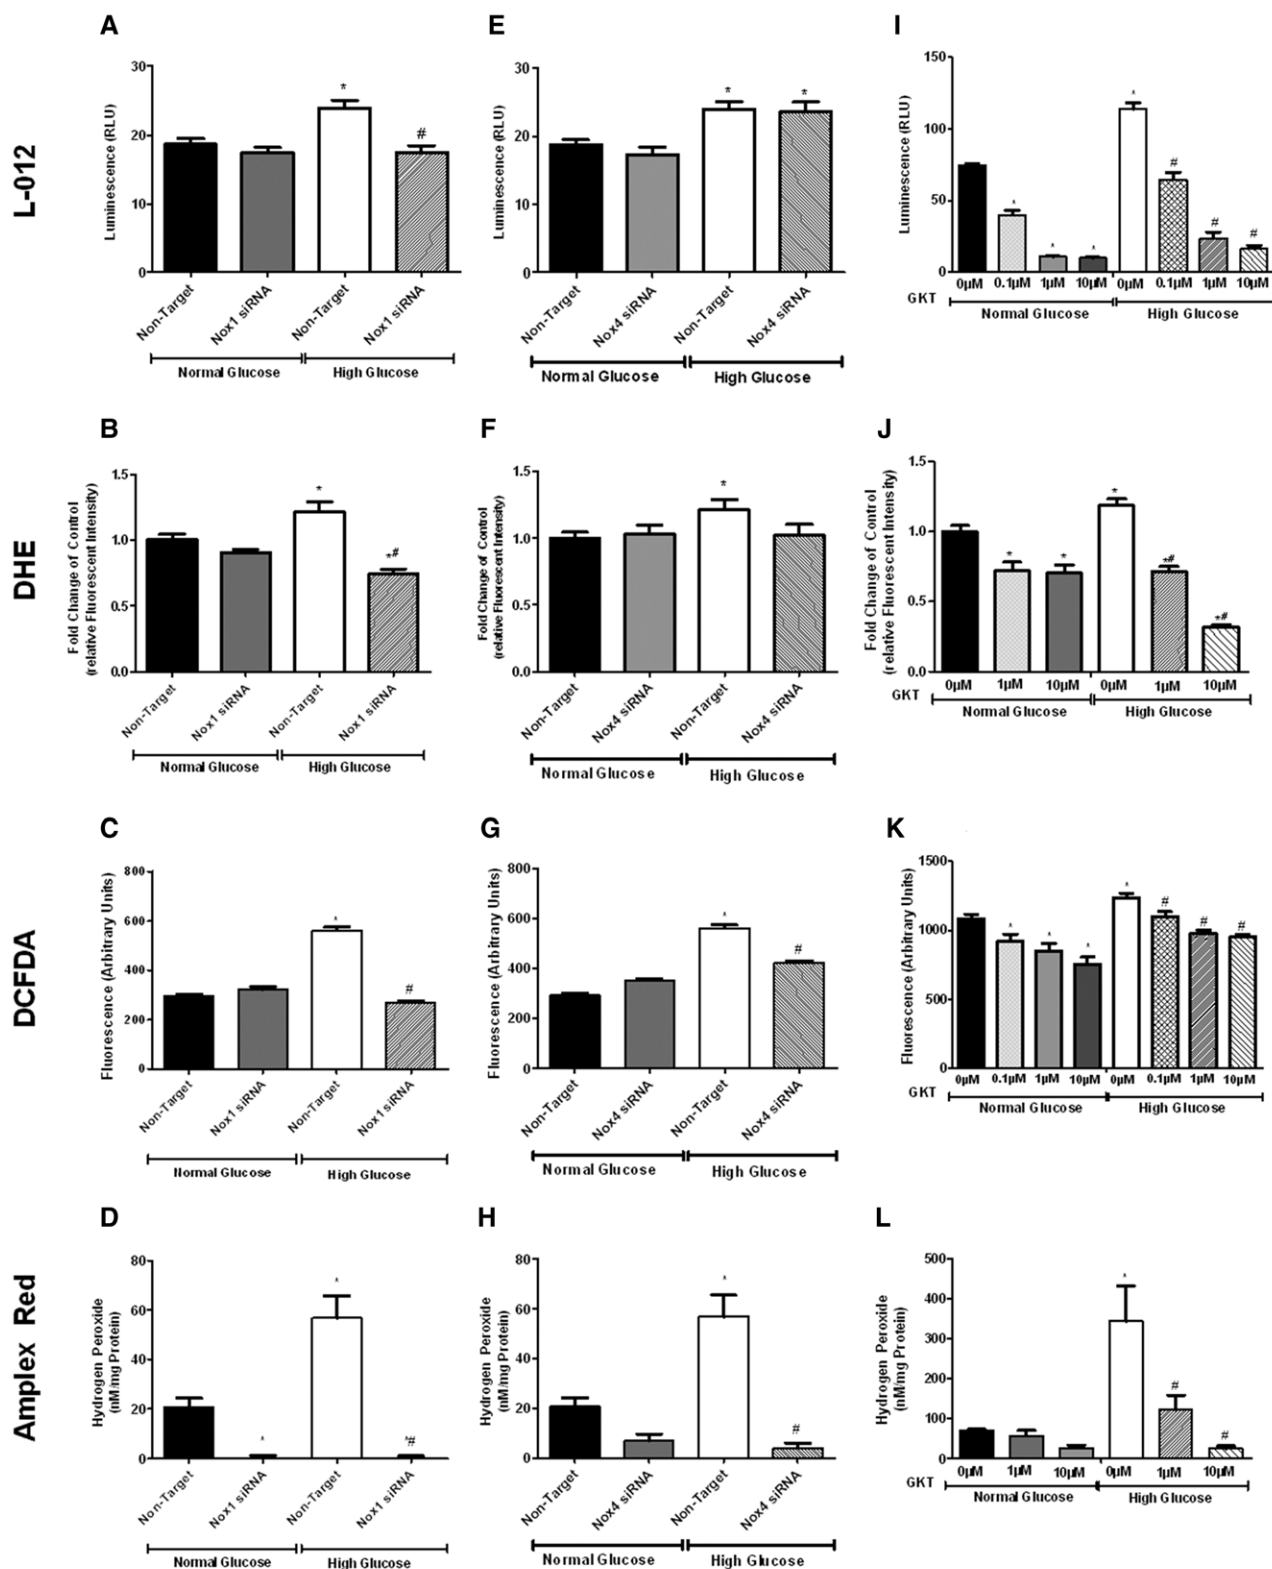 A
E
I
L-012
Luminescence (RLU)
30
20
10
0
*
#
Non-Target
Nox1 siRNA
Non-Target
Nox1 siRNA
Normal Glucose
High Glucose
Luminescence (RLU)
30
20
10
0
*
*
Non-Target
Nox4 siRNA
Non-Target
Nox4 siRNA
Normal Glucose
High Glucose
Luminescence (RLU)
150
100
50
0
*
*
*
*
#
#
#
GKT
0µM
0.1µM
1µM
10µM
0µM
0.1µM
1µM
10µM
Normal Glucose
High Glucose
B
F
J
DHE
Fold Change of Control
(relative Fluorescent Intensity)
1.5
1.0
0.5
0.0
*
*#
Non-Target
Nox1 siRNA
Non-Target
Nox1 siRNA
Normal Glucose
High Glucose
Fold Change of Control
(relative Fluorescent Intensity)
1.5
1.0
0.5
0.0
*
Non-Target
Nox4 siRNA
Non-Target
Nox4 siRNA
Normal Glucose
High Glucose
Fold Change of Control
(relative Fluorescent Intensity)
1.5
1.0
0.5
0.0
*
*
*
*#
*#
GKT
0µM
1µM
10µM
0µM
1µM
10µM
Normal Glucose
High Glucose
C
G
K
DCFDA
Fluorescence (Arbitrary Units)
800
600
400
200
0
*
#
Non-Target
Nox1 siRNA
Non-Target
Nox1 siRNA
Normal Glucose
High Glucose
Fluorescence (Arbitrary Units)
800
600
400
200
0
*
#
Non-Target
Nox4 siRNA
Non-Target
Nox4 siRNA
Normal Glucose
High Glucose
Fluorescence (Arbitrary Units)
1500
1000
500
0
*
*
*
*
#
#
#
GKT
0µM
0.1µM
1µM
10µM
0µM
0.1µM
1µM
10µM
Normal Glucose
High Glucose
D
H
L
Amplex Red
Hydrogen Peroxide
(nM/mg Protein)
80
60
40
20
0
*
*
*#
Non-Target
Nox1 siRNA
Non-Target
Nox1 siRNA
Normal Glucose
High Glucose
Hydrogen Peroxide
(nM/mg Protein)
80
60
40
20
0
*
#
Non-Target
Nox4 siRNA
Non-Target
Nox4 siRNA
Normal Glucose
High Glucose
Hydrogen Peroxide
(nM/mg Protein)
500
400
300
200
100
0
*
#
#
GKT
0µM
1µM
10µM
0µM
1µM
10µM
Normal Glucose
High Glucose